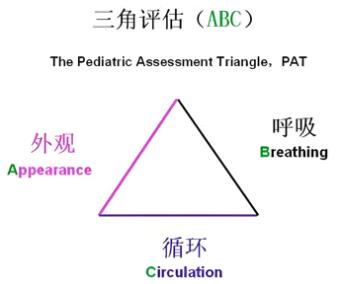 三角评估（ABC）
The Pediatric Assessment Triangle，PAT
外观
Appearance
呼吸
Breathing
循环
Circulation